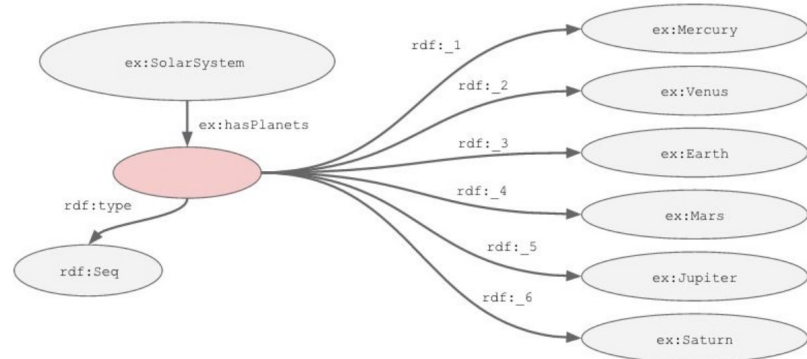 ex:SolarSystem
ex:hasPlanets
rdf:type
rdf:Seq
rdf:_1
rdf:_2
rdf:_3
rdf:_4
rdf:_5
rdf:_6
ex:Mercury
ex:Venus
ex:Earth
ex:Mars
ex:Jupiter
ex:Saturn